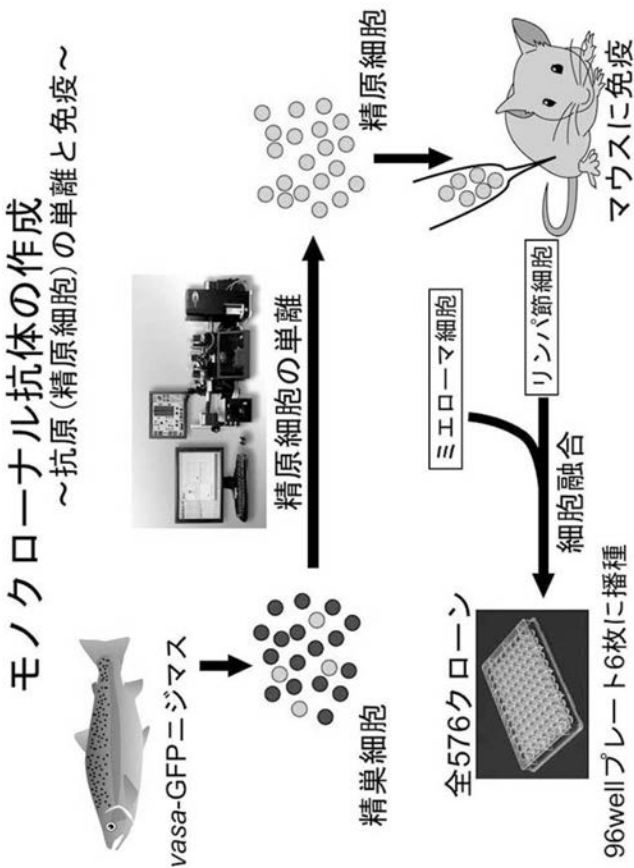 モノクローナル抗体の作成
～抗原(精原細胞)の単離と免疫～
vasa-GFPニジマス
精巣細胞
精原細胞の単離
精原細胞
マウスに免疫
リンパ節細胞
ミエローマ細胞
細胞融合
全576クローン
96wellプレート6枚に播種